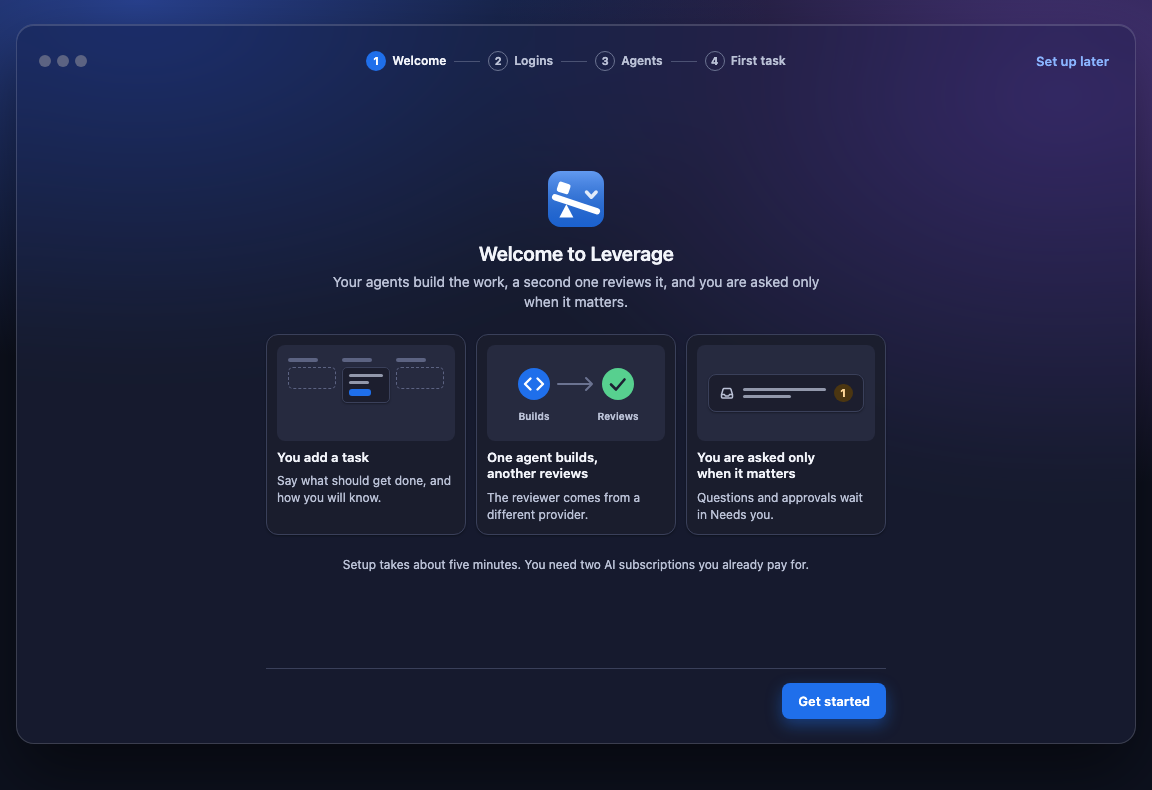 1 Welcome 2 Logins 3 Agents 4 First task
Set up later
Welcome to Leverage
Your agents build the work, a second one reviews it, and you are asked only
when it matters.
You add a task
Say what should get done, and
how you will know.
Builds
Reviews
One agent builds,
another reviews
The reviewer comes from a
different provider.
1
You are asked only
when it matters
Questions and approvals wait
in Needs you.
Setup takes about five minutes. You need two AI subscriptions you already pay for.
Get started